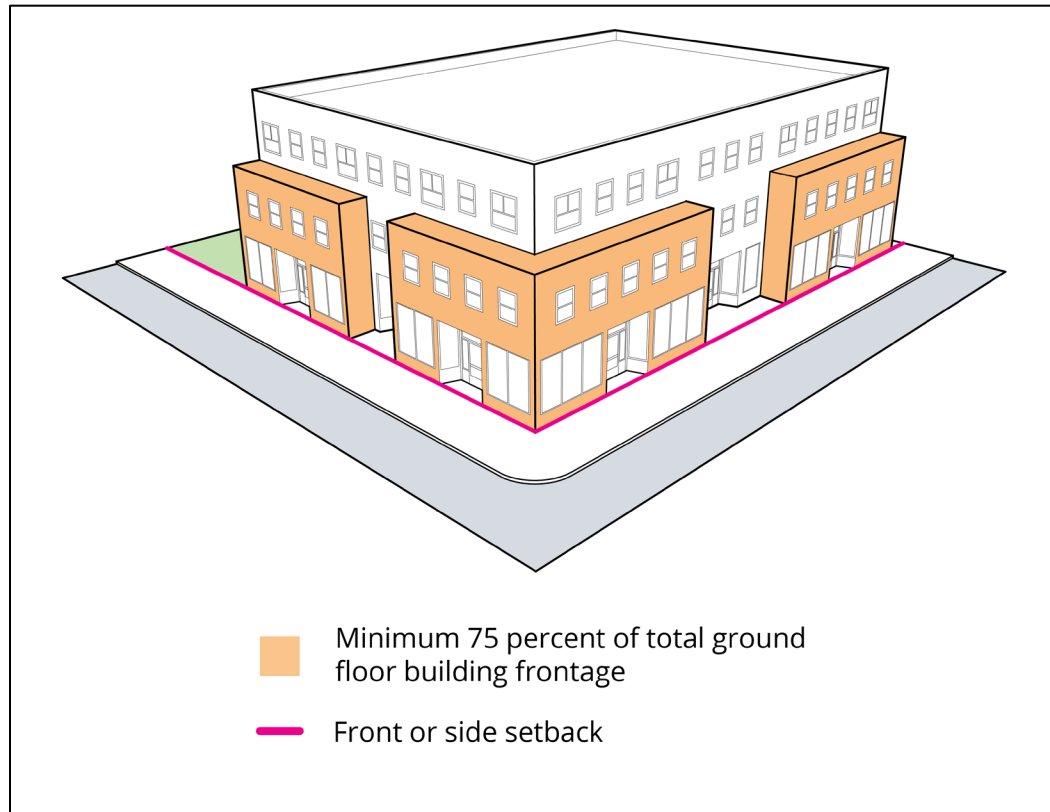 Minimum 75 percent of total ground
floor building frontage
Front or side setback